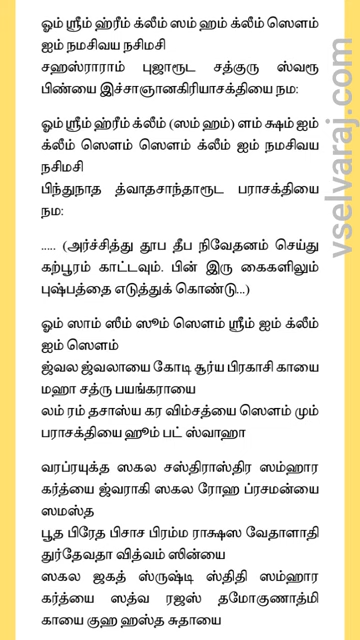 ஓம் ஸ்ரீம் ஹ்ரீம் க்லீம் ஸம் ஹம் க்லீம் ஸௌம்
ஐம் நமசிவய நசிமசி
சஹஸ்ராராம் புஜாரூட சத்குரு ஸ்வரூ
பிண்யை இச்சாஞானகிரியாசக்தியை நம:
ஓம் ஸ்ரீம் ஹ்ரீம் க்லீம் (ஸம் ஹம்) ளம் க்ஷம் ஐம்
க்லீம் ஸௌம் ஸௌம் க்லீம் ஐம் நமசிவய
நசிமசி
பிந்துநாத த்வாதசாந்தாரூட பராசக்தியை
நம:
..... (அர்ச்சித்து தூப தீப நிவேதனம் செய்து
கற்பூரம் காட்டவும். பின் இரு கைகளிலும்
புஷ்பத்தை எடுத்துக் கொண்டு...)
ஓம் ஸாம் ஸீம் ஸூம் ஸௌம் ஸ்ரீம் ஐம் க்லீம்
ஐம் ஸௌம்
ஜ்வல ஜ்வலாயை கோடி சூர்ய பிரகாசி காயை
மஹா சத்ரு பயங்கராயை
லம் ரம் தசாஸ்ய கர விம்சத்யை ஸௌம் மும்
பராசக்தியை ஹூம் பட் ஸ்வாஹா
வரப்ரயுக்த ஸகல சஸ்திராஸ்திர ஸம்ஹார
கர்த்யை ஜ்வராகி ஸகல ரோஹ ப்ரசமன்யை
ஸமஸ்த
பூத பிரேத பிசாச பிரம்ம ராக்ஷஸ வேதாளாதி
துர்தேவதா வித்வம் ஸின்யை
ஸகல ஜகத் ஸ்ருஷ்டி ஸ்திதி ஸம்ஹார
கர்த்யை ஸத்வ ரஜஸ் தமோகுணாத்மி
காயை குஹ ஹஸ்த சுதாயை
vselvaraj.com